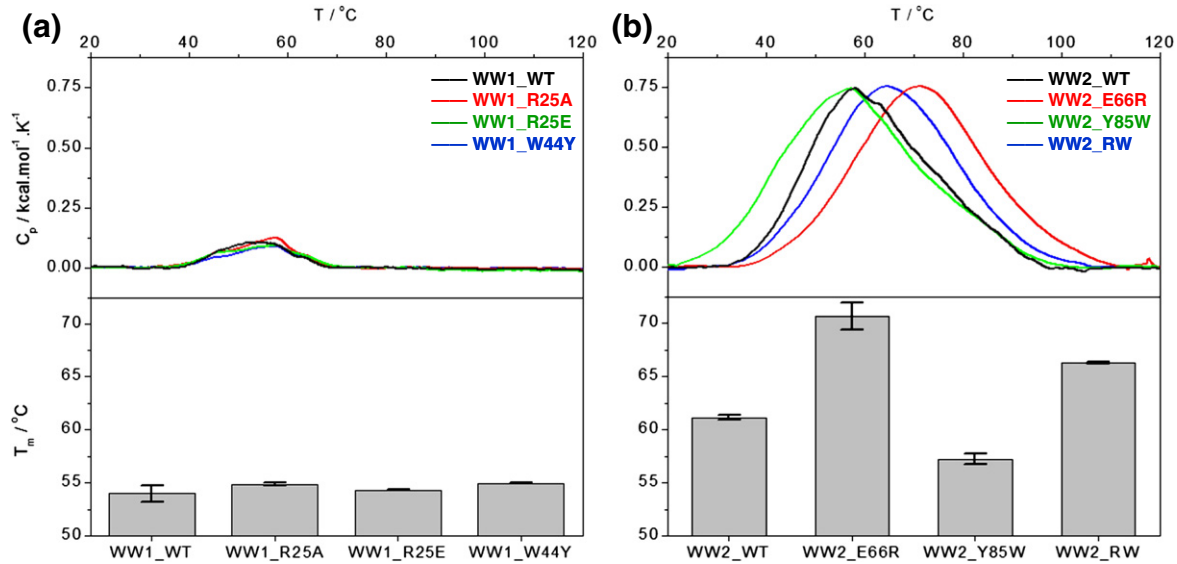 (a)
T / °C
20 40 60 80 100 120
WW1_WT
WW1_R25A
WW1_R25E
WW1_W44Y
0.75
0.50
0.25
0.00
Cp / kcal.mol⁻¹.K⁻¹
70
65
60
55
50
Tm / °C
WW1_WT WW1_R25A WW1_R25E WW1_W44Y
(b)
T / °C
20 40 60 80 100 120
WW2_WT
WW2_E66R
WW2_Y85W
WW2_RW
0.75
0.50
0.25
0.00
70
65
60
55
50
WW2_WT WW2_E66R WW2_Y85W WW2_RW